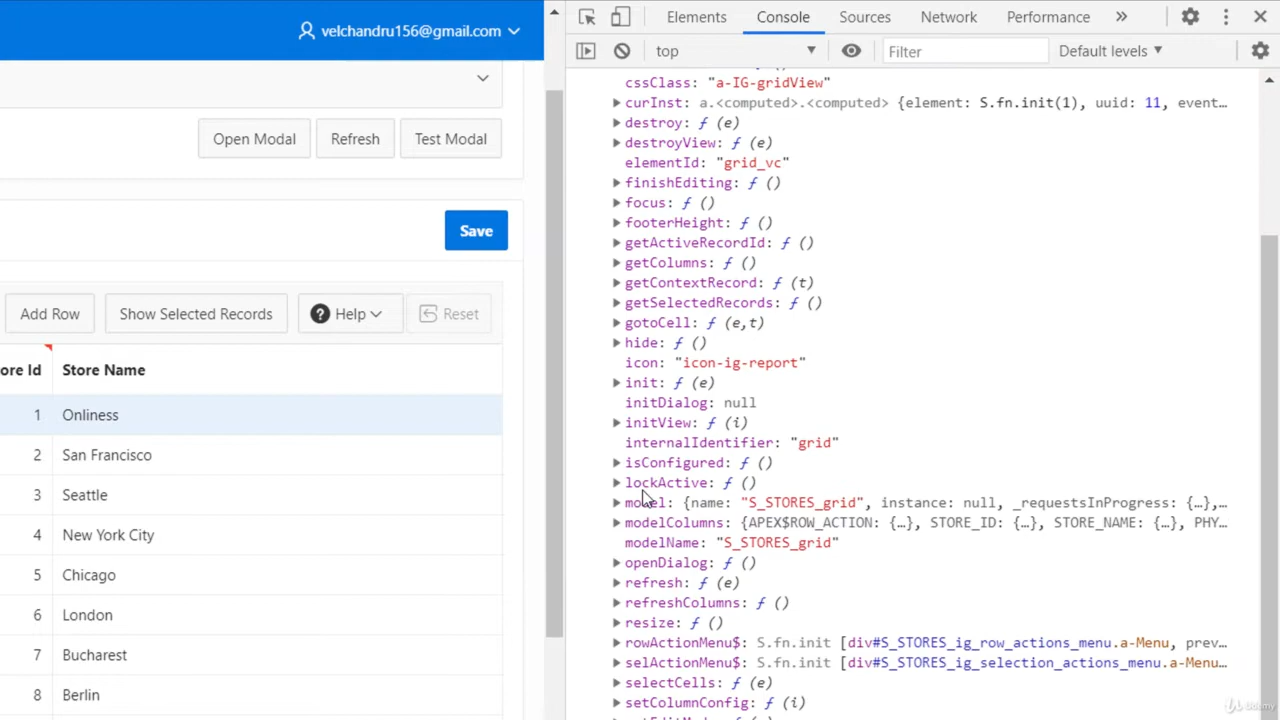 velchandru156@gmail.com
Open Modal
Refresh
Test Modal
Save
Add Row
Show Selected Records
? Help
Reset
ore Id
Store Name
1 Onliness
2 San Francisco
3 Seattle
4 New York City
5 Chicago
6 London
7 Bucharest
8 Berlin
Elements
Console
Sources
Network
Performance
»
top
Filter
Default levels
cssClass: "a-IG-gridView"
curInst: a.<computed>.<computed> {element: S.fn.init(1), uuid: 11, event…
destroy: ƒ (e)
destroyView: ƒ (e)
elementId: "grid_vc"
finishEditing: ƒ ()
focus: ƒ ()
footerHeight: ƒ ()
getActiveRecordId: ƒ ()
getColumns: ƒ ()
getContextRecord: ƒ (t)
getSelectedRecords: ƒ ()
gotoCell: ƒ (e,t)
hide: ƒ ()
icon: "icon-ig-report"
init: ƒ (e)
initDialog: null
initView: ƒ (i)
internalIdentifier: "grid"
isConfigured: ƒ ()
lockActive: ƒ ()
model: {name: "S_STORES_grid", instance: null, _requestsInProgress: {…},…
modelColumns: {APEX$ROW_ACTION: {…}, STORE_ID: {…}, STORE_NAME: {…}, PHY…
modelName: "S_STORES_grid"
openDialog: ƒ ()
refresh: ƒ (e)
refreshColumns: ƒ ()
resize: ƒ ()
rowActionMenu$: S.fn.init [div#S_STORES_ig_row_actions_menu.a-Menu, prev…
selActionMenu$: S.fn.init [div#S_STORES_ig_selection_actions_menu.a-Menu…
selectCells: ƒ (e)
setColumnConfig: ƒ (i)
Udemy